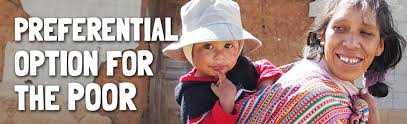 PREFERENTIAL
OPTION FOR
THE POOR